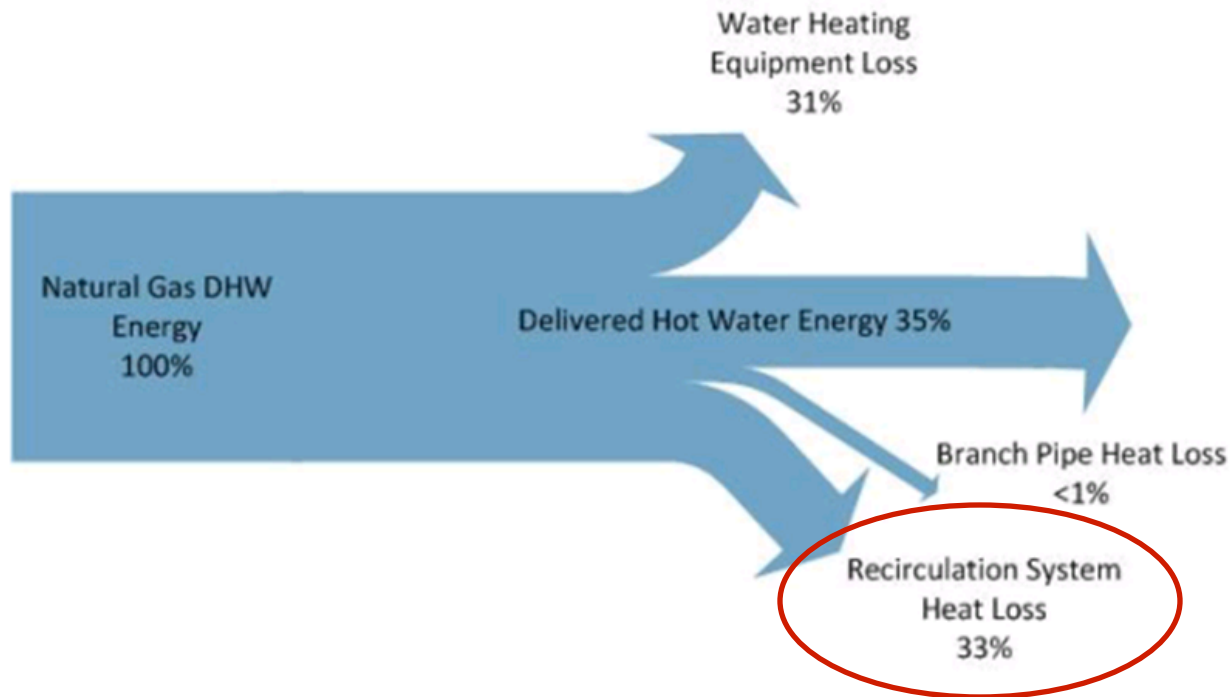 Water Heating
Equipment Loss
31%
Natural Gas DHW
Energy
100%
Delivered Hot Water Energy 35%
Branch Pipe Heat Loss
<1%
Recirculation System
Heat Loss
33%